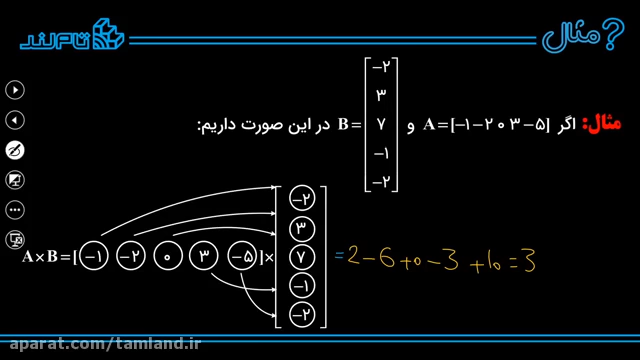 تام‌لند
مثال؟
مثال: اگر A=[−۱ −۲ ۰ ۳ −۵] و B=[−۲ ۳ ۷ −۱ −۲] در این صورت داریم:
A×B=[−۱ −۲ ۰ ۳ −۵]×[−۲ ۳ ۷ −۱ −۲] =2−6+0−3+10=3
aparat.com/tamland.ir